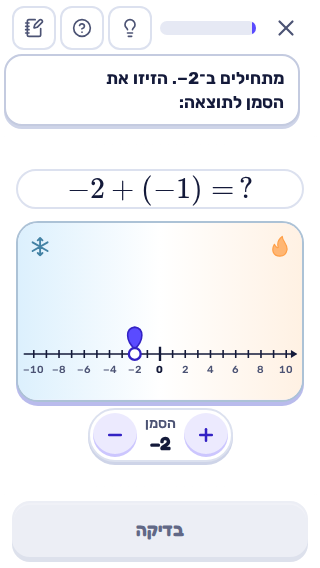 מתחילים ב־2−. הזיזו את
הסמן לתוצאה:
−2 + (−1) = ?
−10 −8 −6 −4 −2 0 2 4 6 8 10
הסמן
−2
בדיקה